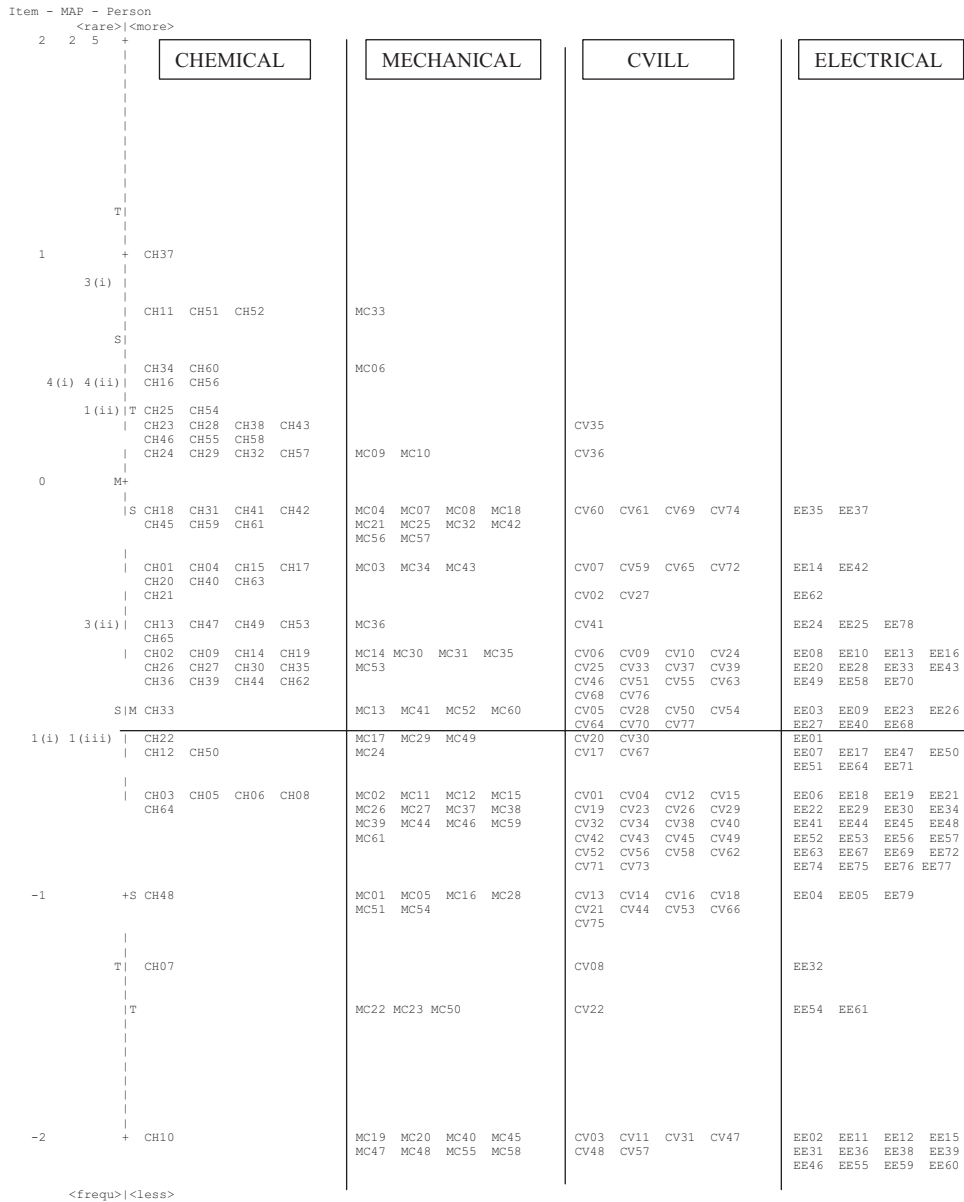 Item - MAP - Person
<rare>|<more>
2 2 5 +
CHEMICAL MECHANICAL CVILL ELECTRICAL
T|
1 + CH37
3(i) |
CH11 CH51 CH52 MC33
S|
CH34 CH60 MC06
4(i) 4(ii)| CH16 CH56
1(ii)|T CH25 CH54
| CH23 CH28 CH38 CH43 CV35
CH46 CH55 CH58
| CH24 CH29 CH32 CH57 MC09 MC10 CV36
0 M+
|S CH18 CH31 CH41 CH42 MC04 MC07 MC08 MC18 CV60 CV61 CV69 CV74 EE35 EE37
CH45 CH59 CH61 MC21 MC25 MC32 MC42
MC56 MC57
| CH01 CH04 CH15 CH17 MC03 MC34 MC43 CV07 CV59 CV65 CV72 EE14 EE42
CH20 CH40 CH63
| CH21 CV02 CV27 EE62
3(ii)| CH13 CH47 CH49 CH53 MC36 CV41 EE24 EE25 EE78
CH65
| CH02 CH09 CH14 CH19 MC14 MC30 MC31 MC35 CV06 CV09 CV10 CV24 EE08 EE10 EE13 EE16
CH26 CH27 CH30 CH35 MC53 CV25 CV33 CV37 CV39 EE20 EE28 EE33 EE43
CH36 CH39 CH44 CH62 CV46 CV51 CV55 CV63 EE49 EE58 EE70
CV68 CV76
S|M CH33 MC13 MC41 MC52 MC60 CV05 CV28 CV50 CV54 EE03 EE09 EE23 EE26
CV64 CV70 CV77 EE27 EE40 EE68
1(i) 1(iii) | CH22 MC17 MC29 MC49 CV20 CV30 EE01
| CH12 CH50 MC24 CV17 CV67 EE07 EE17 EE47 EE50
EE51 EE64 EE71
| CH03 CH05 CH06 CH08 MC02 MC11 MC12 MC15 CV01 CV04 CV12 CV15 EE06 EE18 EE19 EE21
CH64 MC26 MC27 MC37 MC38 CV19 CV23 CV26 CV29 EE22 EE29 EE30 EE34
MC39 MC44 MC46 MC59 CV32 CV34 CV38 CV40 EE41 EE44 EE45 EE48
MC61 CV42 CV43 CV45 CV49 EE52 EE53 EE56 EE57
CV52 CV56 CV58 CV62 EE63 EE67 EE69 EE72
CV71 CV73 EE74 EE75 EE76 EE77
-1 +S CH48 MC01 MC05 MC16 MC28 CV13 CV14 CV16 CV18 EE04 EE05 EE79
MC51 MC54 CV21 CV44 CV53 CV66
CV75
T| CH07 CV08 EE32
|T MC22 MC23 MC50 CV22 EE54 EE61
-2 + CH10 MC19 MC20 MC40 MC45 CV03 CV11 CV31 CV47 EE02 EE11 EE12 EE15
MC47 MC48 MC55 MC58 CV48 CV57 EE31 EE36 EE38 EE39
EE46 EE55 EE59 EE60
<frequ>|<less>